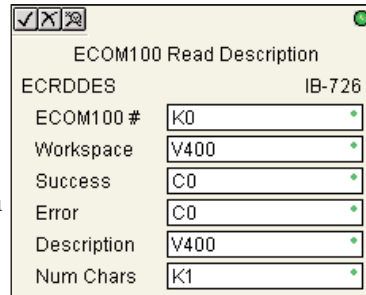 ECOM100 Read Description
ECRDDES IB-726
ECOM100 # K0
Workspace V400
Success C0
Error C0
Description V400
Num Chars K1